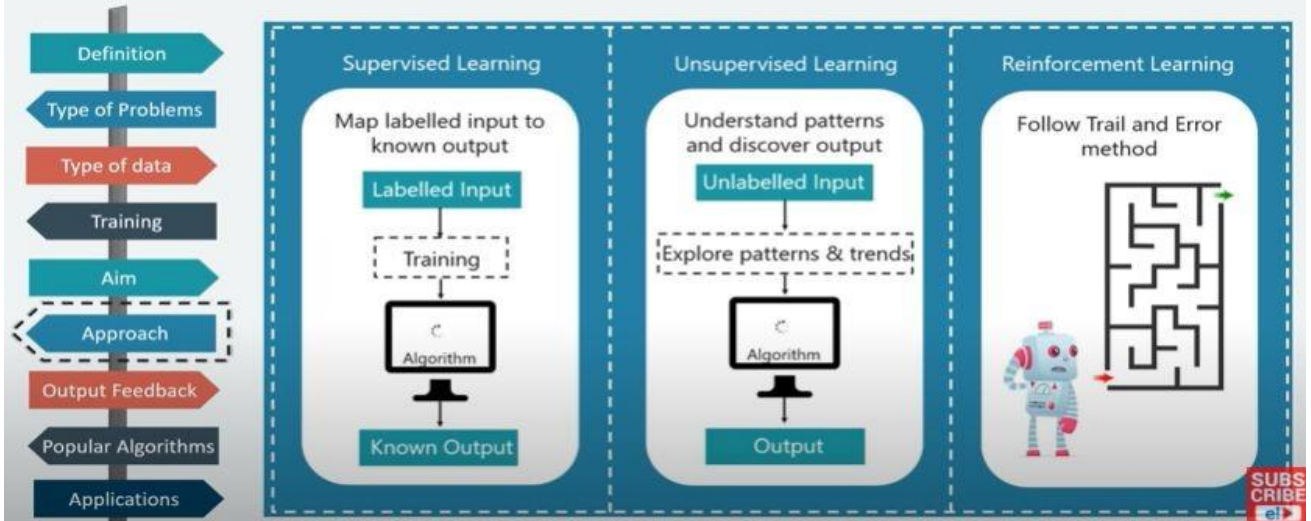 Definition
Type of Problems
Type of data
Training
Aim
Approach
Output Feedback
Popular Algorithms
Applications
Supervised Learning
Map labelled input to
known output
Labelled Input
Training
Algorithm
Known Output
Unsupervised Learning
Understand patterns
and discover output
Unlabelled Input
Explore patterns & trends
Algorithm
Output
Reinforcement Learning
Follow Trail and Error
method
SUBS
CRIBE
e!